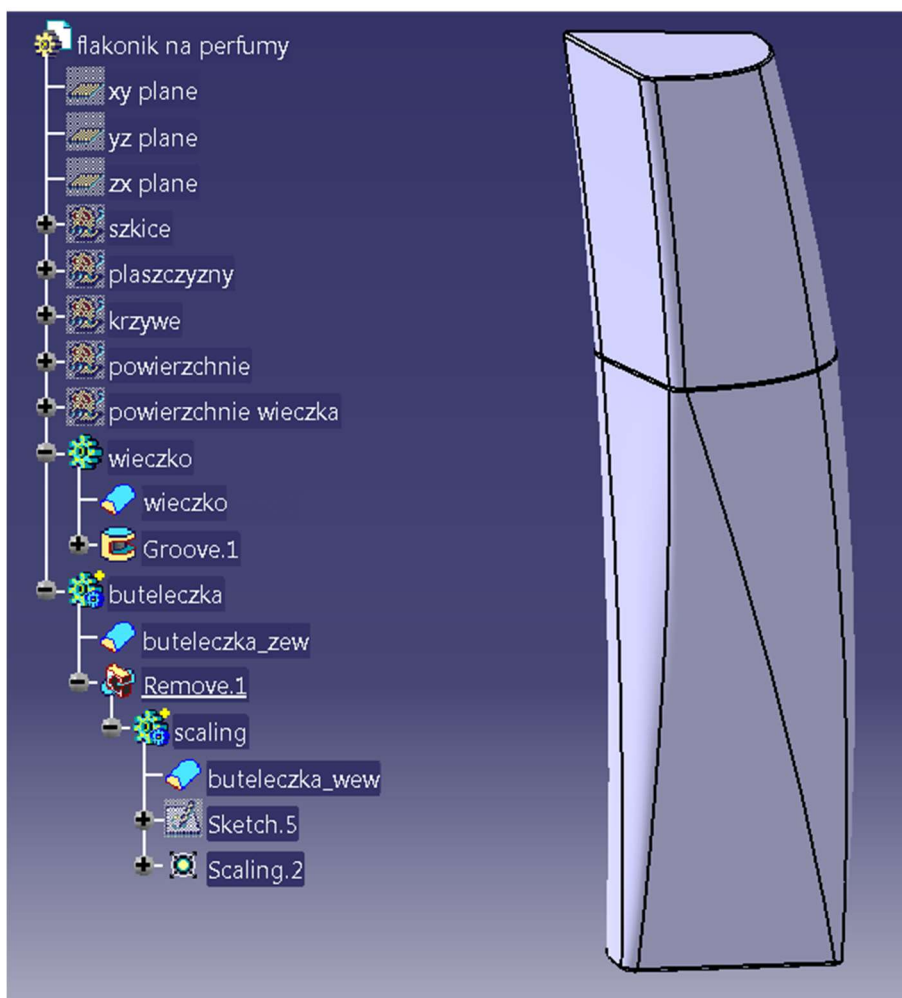 flakonik na perfumy
xy plane
yz plane
zx plane
szkice
plaszczyzny
krzywe
powierzchnie
powierzchnie wieczka
wieczko
wieczko
Groove.1
buteleczka
buteleczka_zew
Remove.1
scaling
buteleczka_wew
Sketch.5
Scaling.2